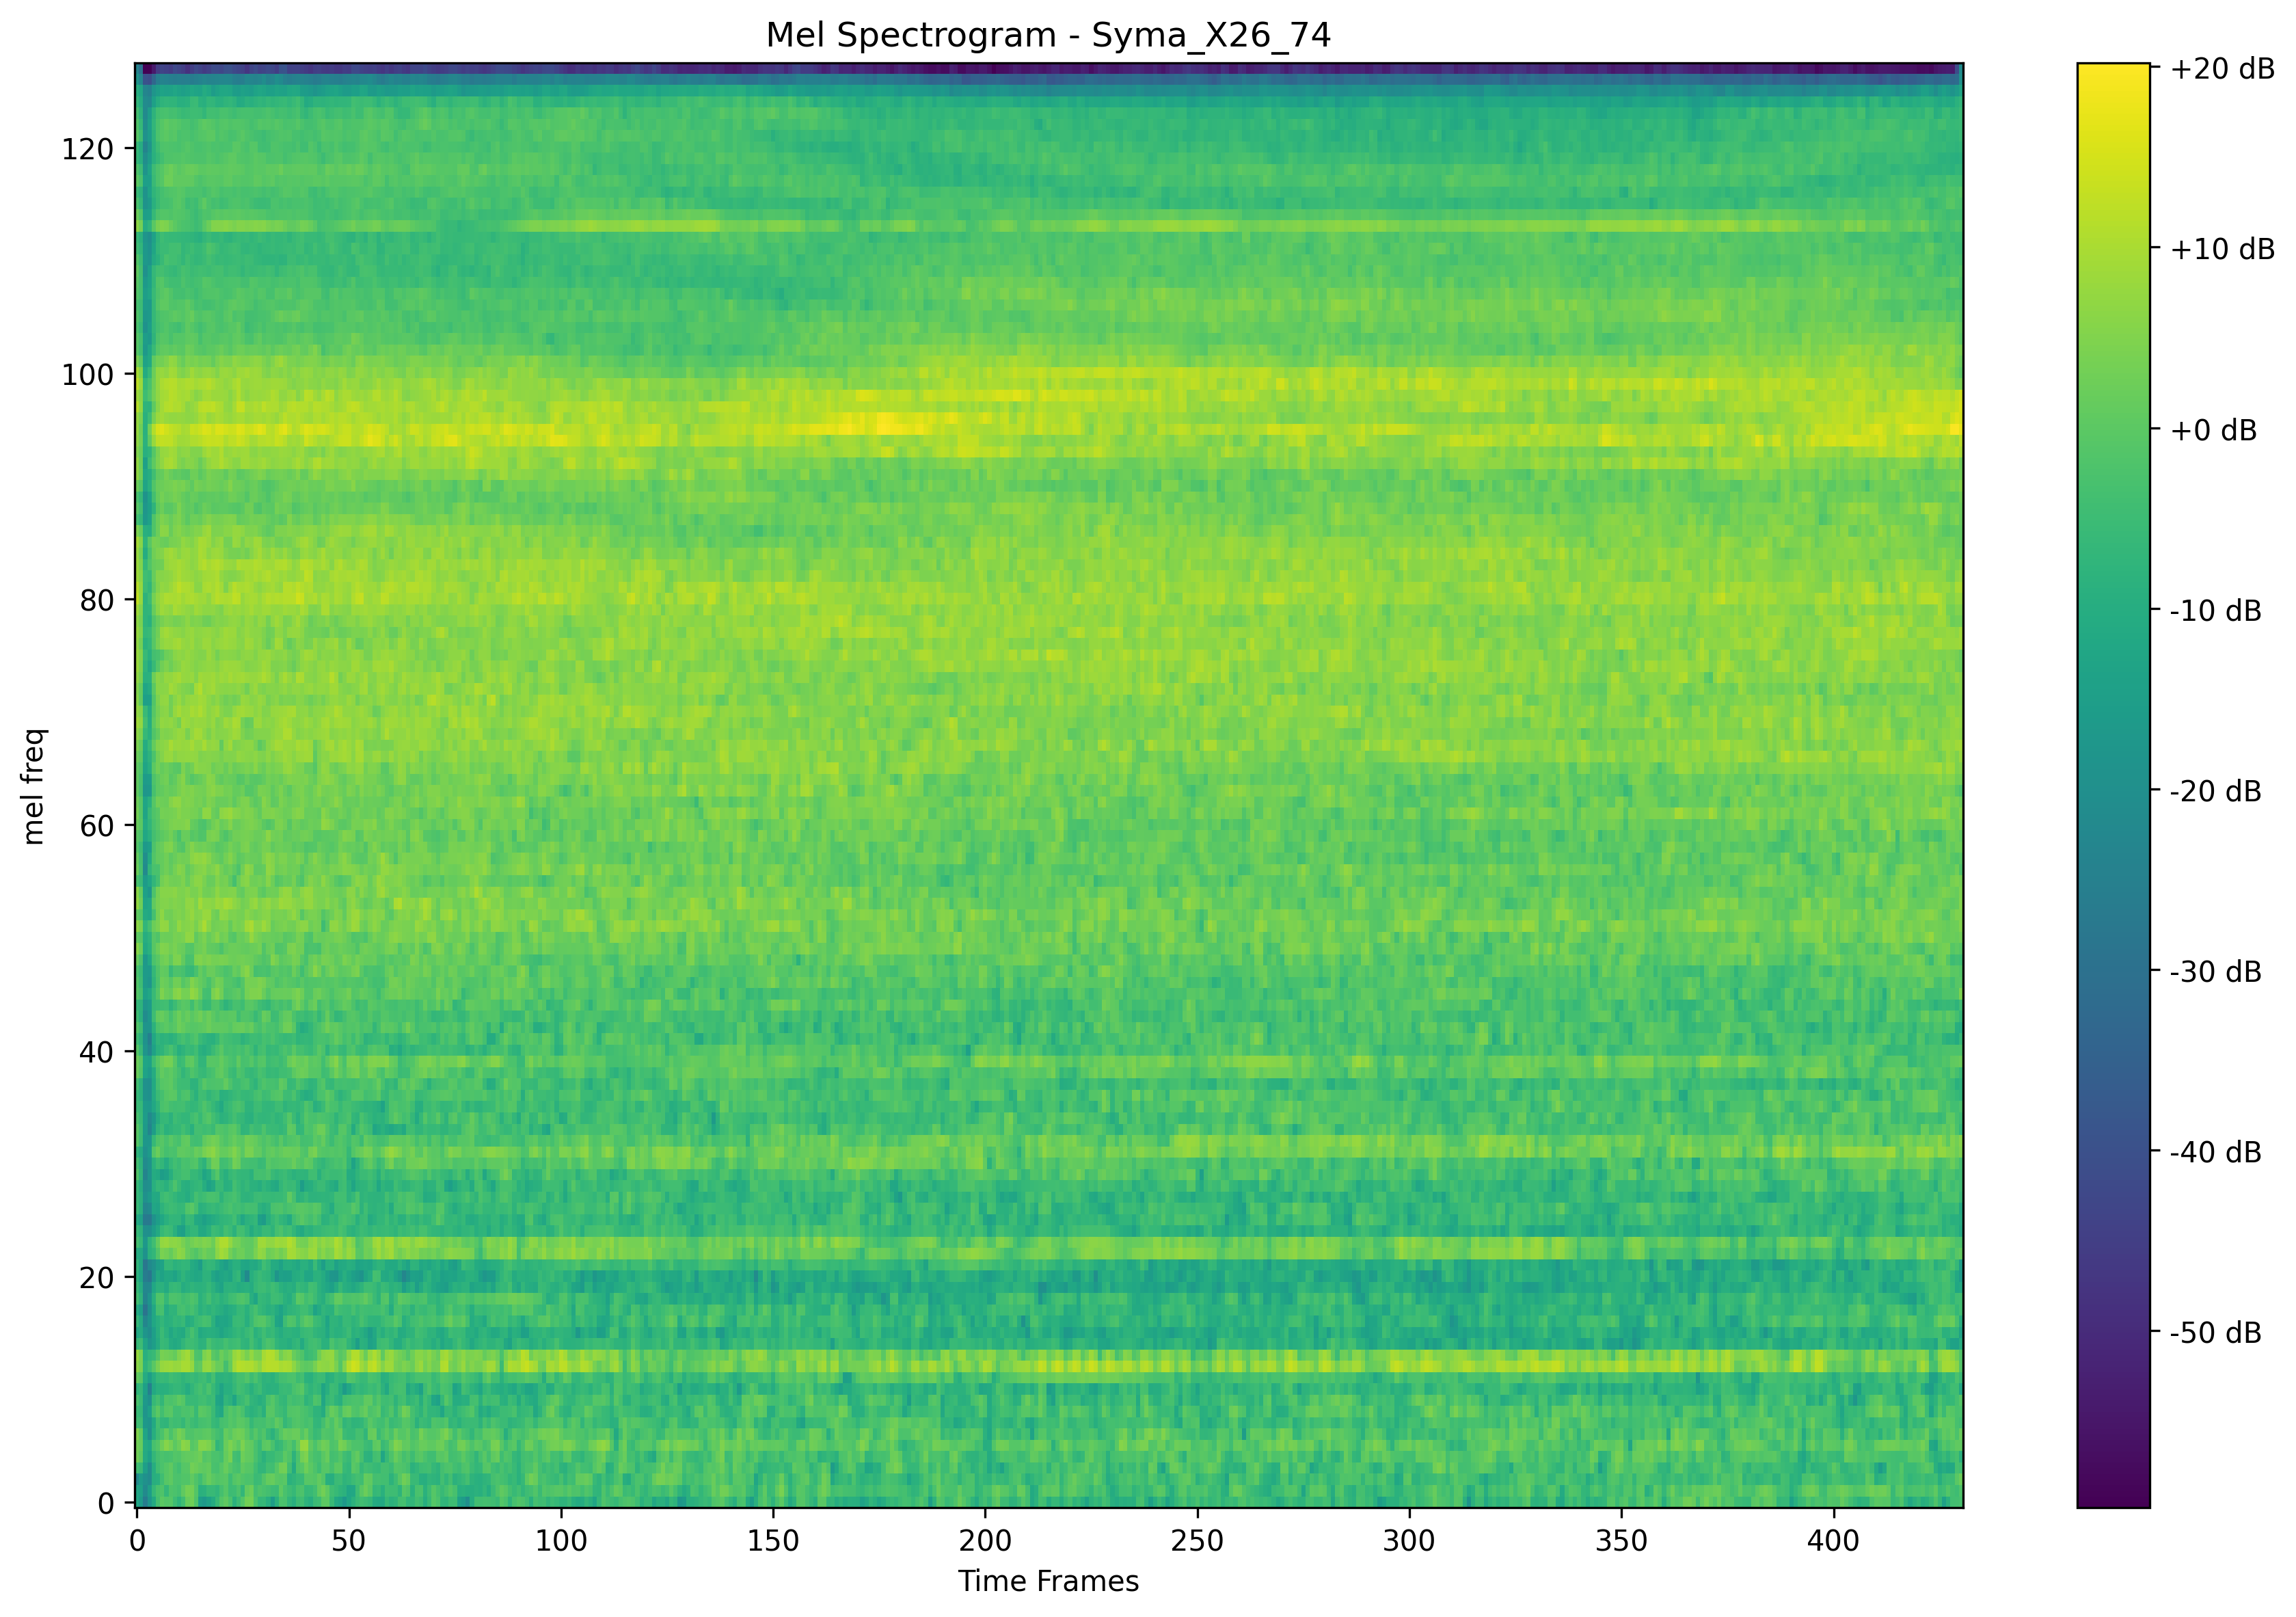 Mel Spectrogram - Syma_X26_74
mel freq
120
100
80
60
40
20
0
0 50 100 150 200 250 300 350 400
Time Frames
+20 dB
+10 dB
+0 dB
-10 dB
-20 dB
-30 dB
-40 dB
-50 dB